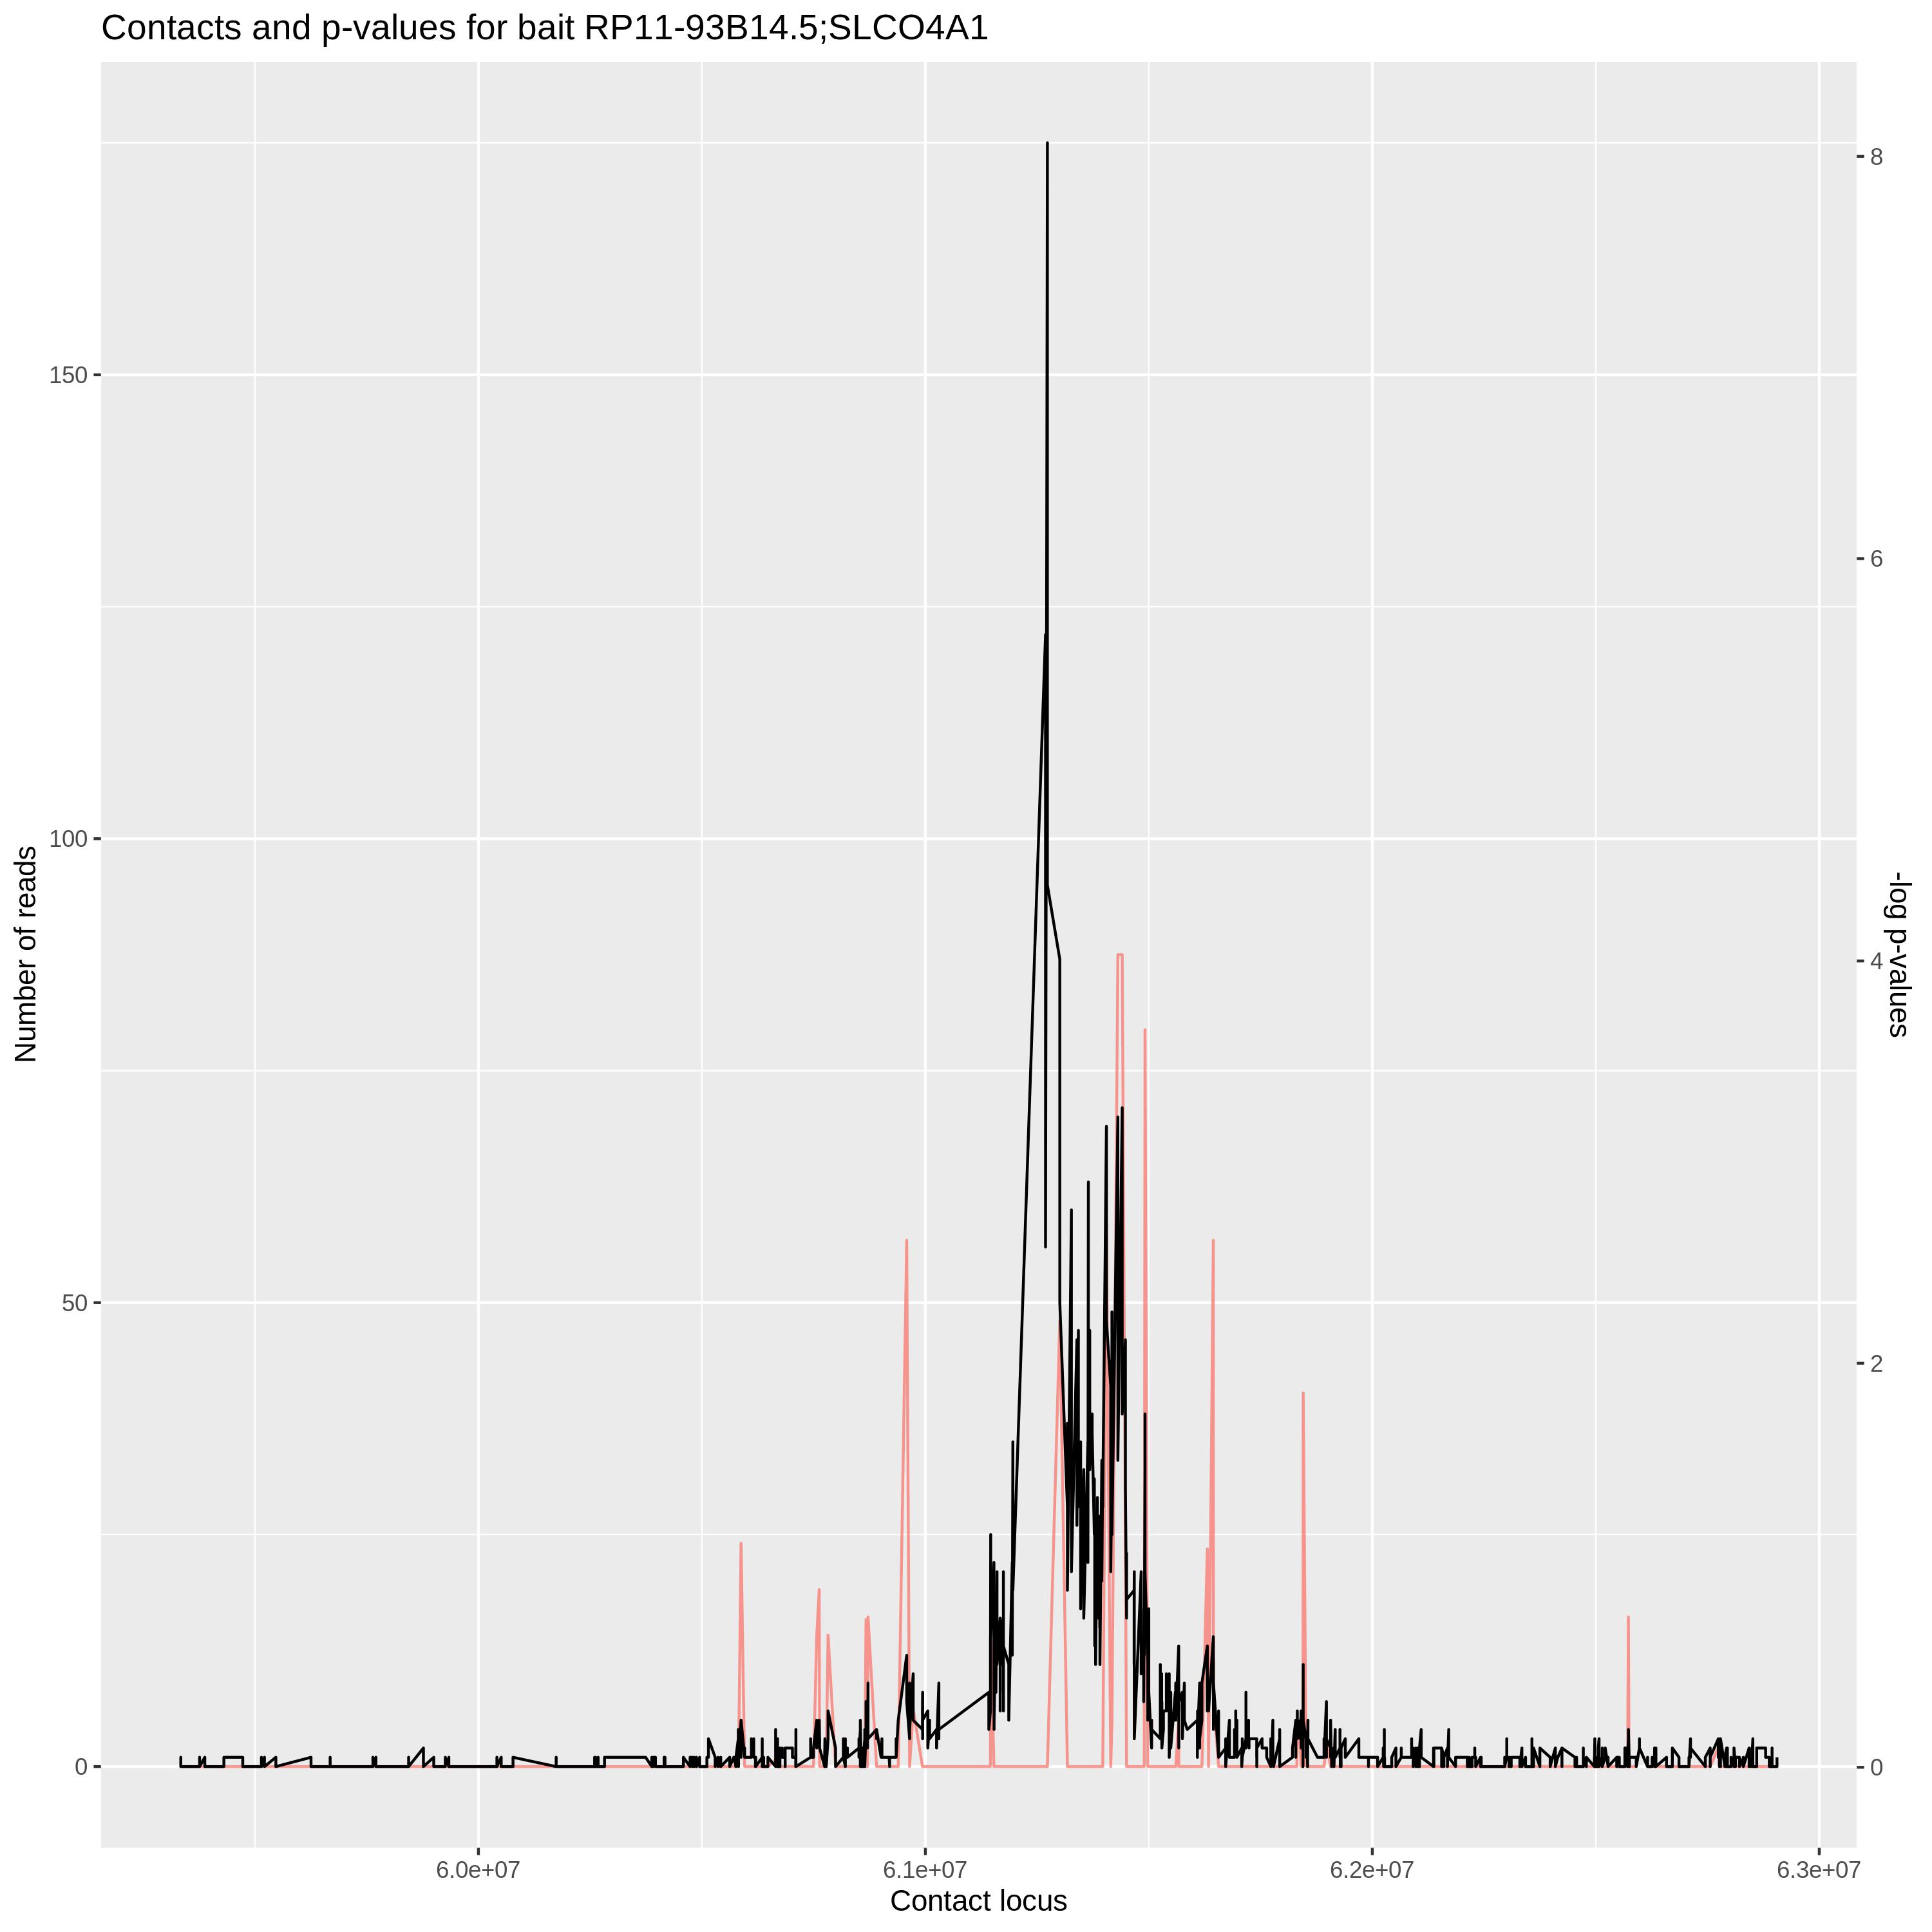 Contacts and p-values for bait RP11-93B14.5;SLCO4A1
Number of reads
150
100
50
0
8
6
4
2
0
-log p-values
6.0e+07
6.1e+07
6.2e+07
6.3e+07
Contact locus